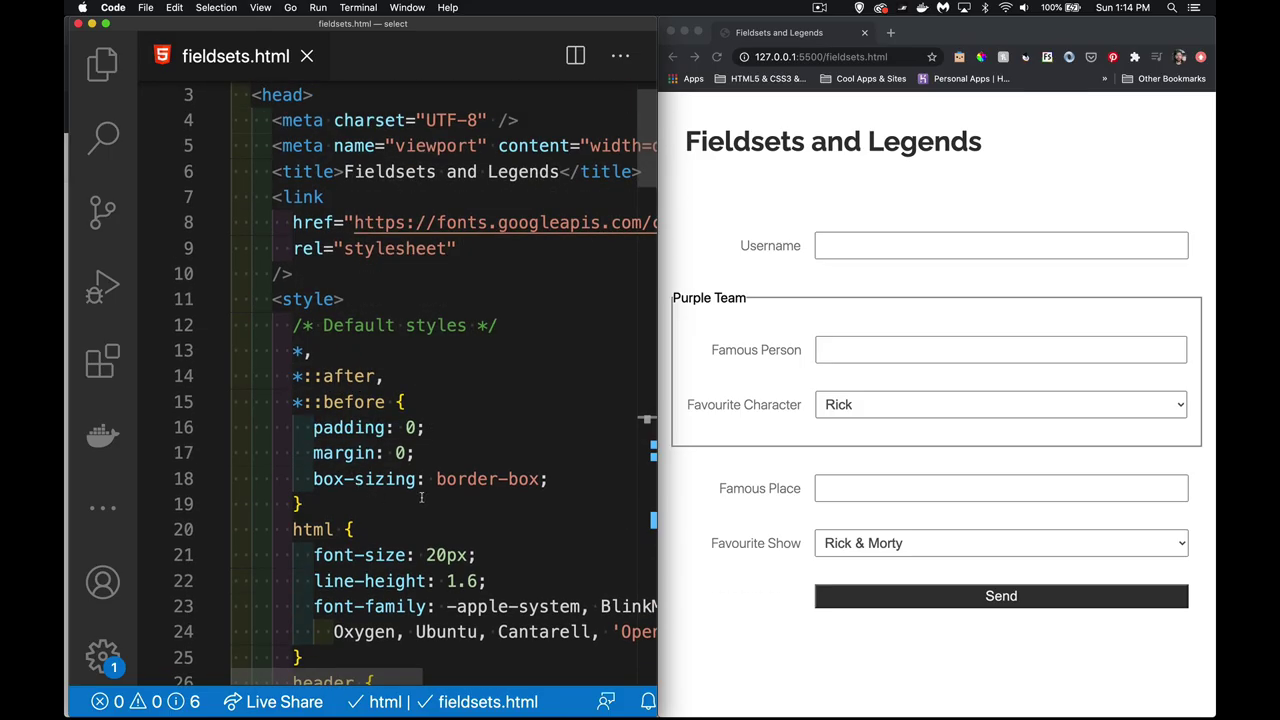 Code File Edit Selection View Go Run Terminal Window Help
100% Sun 1:14 PM
fieldsets.html — select
fieldsets.html
3 <head>
4 <meta charset="UTF-8" />
5 <meta name="viewport" content="width=
6 <title>Fieldsets and Legends</title>
7 <link
8 href="https://fonts.googleapis.com/
9 rel="stylesheet"
10 />
11 <style>
12 /* Default styles */
13 *,
14 *::after,
15 *::before {
16 padding: 0;
17 margin: 0;
18 box-sizing: border-box;
19 }
20 html {
21 font-size: 20px;
22 line-height: 1.6;
23 font-family: -apple-system, Blink
24 Oxygen, Ubuntu, Cantarell, 'Open
25 }
26 header {
0 0 6 Live Share html fieldsets.html
1
Fieldsets and Legends
127.0.0.1:5500/fieldsets.html
Apps HTML5 & CSS3 &... Cool Apps & Sites Personal Apps | H... » Other Bookmarks
Fieldsets and Legends
Username
Purple Team
Famous Person
Favourite Character Rick
Famous Place
Favourite Show Rick & Morty
Send